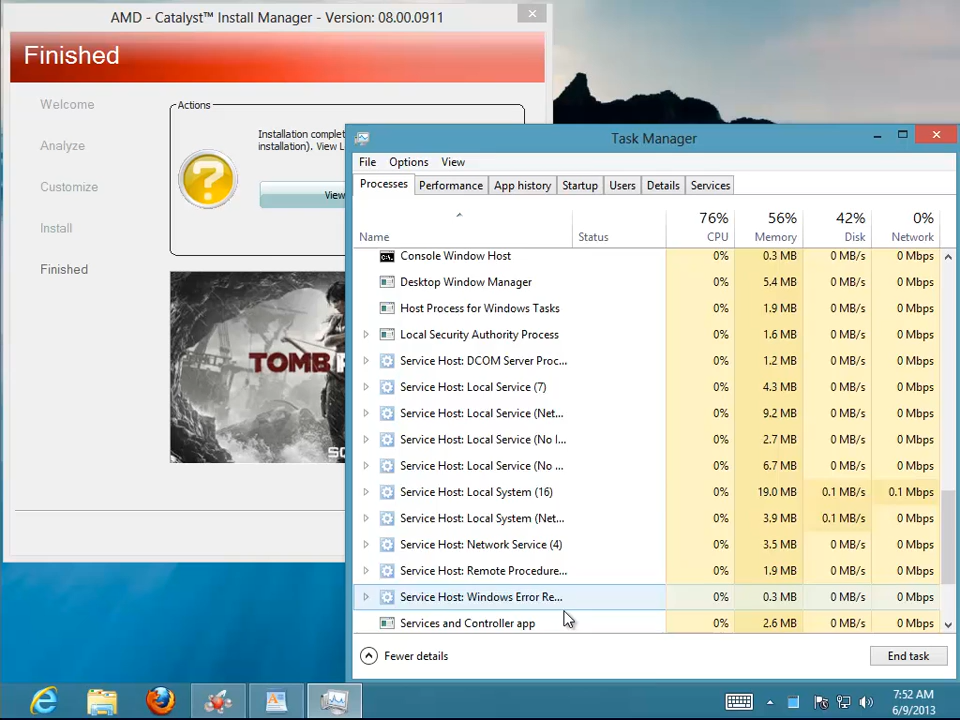 AMD - Catalyst™ Install Manager - Version: 08.00.0911
Finished
Welcome
Analyze
Customize
Install
Finished
Actions
Installation complet
installation). View L
View
TOMB
SQ
Task Manager
File Options View
Processes Performance App history Startup Users Details Services
76% 56% 42% 0%
Name Status CPU Memory Disk Network
Console Window Host 0% 0.3 MB 0 MB/s 0 Mbps
Desktop Window Manager 0% 5.4 MB 0 MB/s 0 Mbps
Host Process for Windows Tasks 0% 1.9 MB 0 MB/s 0 Mbps
Local Security Authority Process 0% 1.6 MB 0 MB/s 0 Mbps
Service Host: DCOM Server Proc... 0% 1.2 MB 0 MB/s 0 Mbps
Service Host: Local Service (7) 0% 4.3 MB 0 MB/s 0 Mbps
Service Host: Local Service (Net... 0% 9.2 MB 0 MB/s 0 Mbps
Service Host: Local Service (No I... 0% 2.7 MB 0 MB/s 0 Mbps
Service Host: Local Service (No ... 0% 6.7 MB 0 MB/s 0 Mbps
Service Host: Local System (16) 0% 19.0 MB 0.1 MB/s 0.1 Mbps
Service Host: Local System (Net... 0% 3.9 MB 0.1 MB/s 0 Mbps
Service Host: Network Service (4) 0% 3.5 MB 0 MB/s 0 Mbps
Service Host: Remote Procedure... 0% 1.9 MB 0 MB/s 0 Mbps
Service Host: Windows Error Re... 0% 0.3 MB 0 MB/s 0 Mbps
Services and Controller app 0% 2.6 MB 0 MB/s 0 Mbps
Fewer details
End task
7:52 AM
6/9/2013